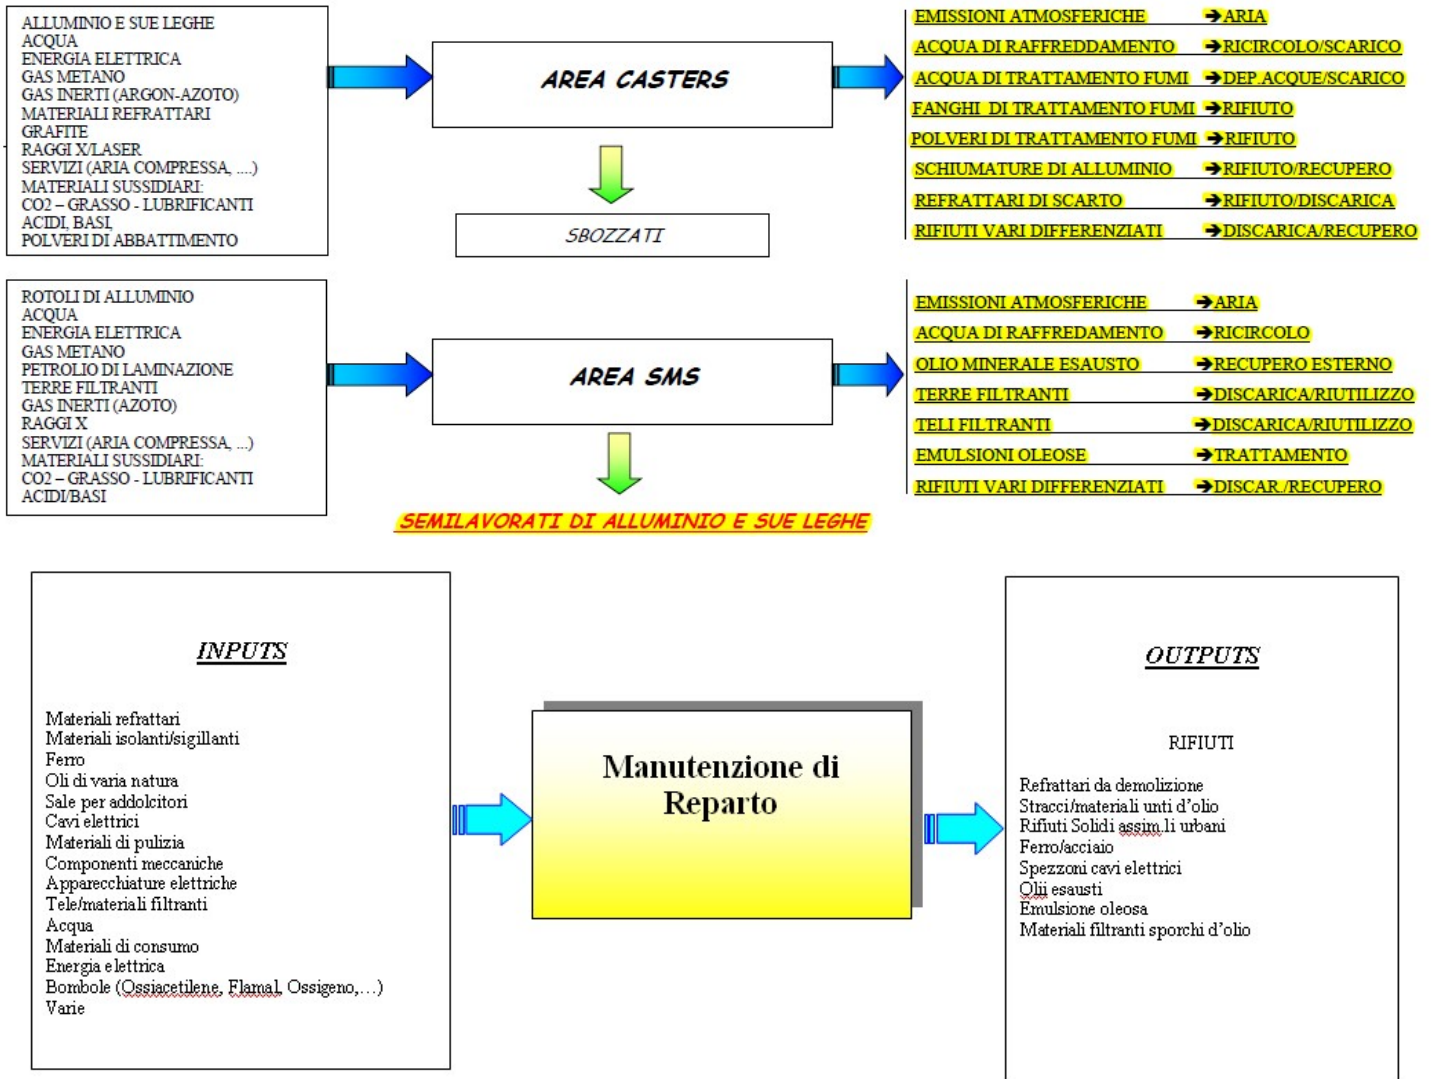 ALLUMINIO E SUE LEGHE
ACQUA
ENERGIA ELETTRICA
GAS METANO
GAS INERTI (ARGON-AZOTO)
MATERIALI REFRATTARI
GRAFITE
RAGGI X/LASER
SERVIZI (ARIA COMPRESSA, ....)
MATERIALI SUSSIDIARI:
CO2 – GRASSO - LUBRIFICANTI
ACIDI, BASI,
POLVERI DI ABBATTIMENTO
AREA CASTERS
SBOZZATI
EMISSIONI ATMOSFERICHE ➔ARIA
ACQUA DI RAFFREDDAMENTO ➔RICIRCOLO/SCARICO
ACQUA DI TRATTAMENTO FUMI ➔DEP.ACQUE/SCARICO
FANGHI DI TRATTAMENTO FUMI ➔RIFIUTO
POLVERI DI TRATTAMENTO FUMI ➔RIFIUTO
SCHIUMATURE DI ALLUMINIO ➔RIFIUTO/RECUPERO
REFRATTARI DI SCARTO ➔RIFIUTO/DISCARICA
RIFIUTI VARI DIFFERENZIATI ➔DISCARICA/RECUPERO
ROTOLI DI ALLUMINIO
ACQUA
ENERGIA ELETTRICA
GAS METANO
PETROLIO DI LAMINAZIONE
TERRE FILTRANTI
GAS INERTI (AZOTO)
RAGGI X
SERVIZI (ARIA COMPRESSA, ...)
MATERIALI SUSSIDIARI:
CO2 – GRASSO - LUBRIFICANTI
ACIDI/BASI
AREA SMS
SEMILAVORATI DI ALLUMINIO E SUE LEGHE
EMISSIONI ATMOSFERICHE ➔ARIA
ACQUA DI RAFFREDAMENTO ➔RICIRCOLO
OLIO MINERALE ESAUSTO ➔RECUPERO ESTERNO
TERRE FILTRANTI ➔DISCARICA/RIUTILIZZO
TELI FILTRANTI ➔DISCARICA/RIUTILIZZO
EMULSIONI OLEOSE ➔TRATTAMENTO
RIFIUTI VARI DIFFERENZIATI ➔DISCAR./RECUPERO
INPUTS
Materiali refrattari
Materiali isolanti/sigillanti
Ferro
Oli di varia natura
Sale per addolcitori
Cavi elettrici
Materiali di pulizia
Componenti meccaniche
Apparecchiature elettriche
Tele/materiali filtranti
Acqua
Materiali di consumo
Energia elettrica
Bombole (Ossiacetilene, Flamal, Ossigeno,…)
Varie
Manutenzione di
Reparto
OUTPUTS
RIFIUTI
Refrattari da demolizione
Stracci/materiali unti d’olio
Rifiuti Solidi assim.li urbani
Ferro/acciaio
Spezzoni cavi elettrici
Olii esausti
Emulsione oleosa
Materiali filtranti sporchi d’olio